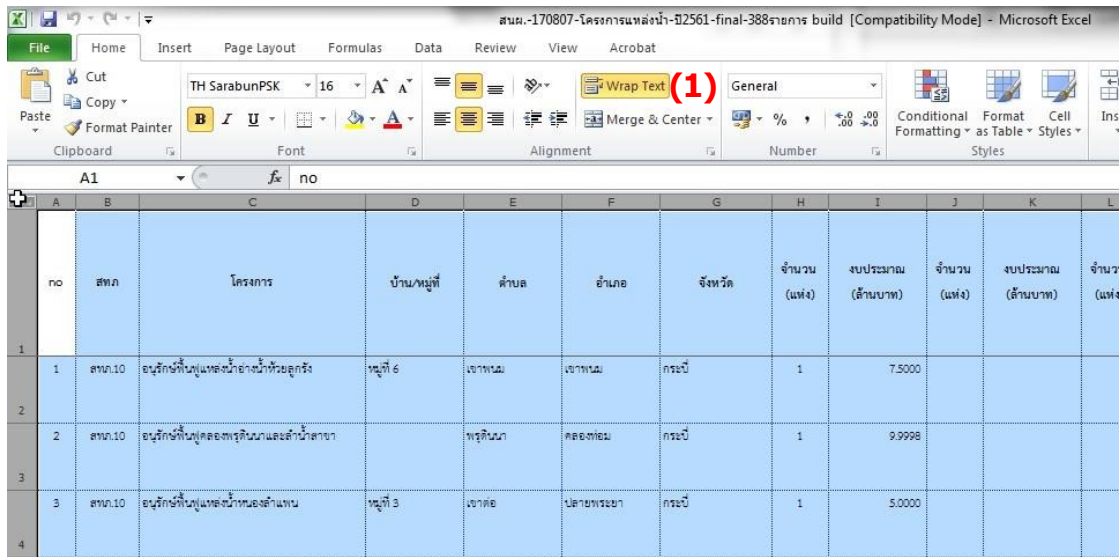 สนผ.-170807-โครงการแหล่งน้ำ-ปี2561-final-388รายการ build [Compatibility Mode] - Microsoft Excel
File Home Insert Page Layout Formulas Data Review View Acrobat
Paste
Cut
Copy
Format Painter
Clipboard
TH SarabunPSK 16 A A
B I U A
Font
Wrap Text (1)
Merge & Center
Alignment
General
% , .0 .00 .00 .0
Number
Conditional Formatting
Format as Table
Cell Styles
Styles
Ins
A1 fx no
A B C D E F G H I J K L
1 no สทภ โครงการ บ้าน/หมู่ที่ ตำบล อำเภอ จังหวัด จำนวน (แห่ง) งบประมาณ (ล้านบาท) จำนวน (แห่ง) งบประมาณ (ล้านบาท)
2 1 สทภ.10 อนุรักษ์ฟื้นฟูแหล่งน้ำอ่างน้ำห้วยลูกรัง หมู่ที่ 6 เขาพนม เขาพนม กระบี่ 1 7.5000
3 2 สทภ.10 อนุรักษ์ฟื้นฟูคลองพรุดินนาและลำน้ำสาขา พรุดินนา คลองท่อม กระบี่ 1 9.9998
4 3 สทภ.10 อนุรักษ์ฟื้นฟูแหล่งน้ำหนองลำแพน หมู่ที่ 3 เขาต่อ ปลายพระยา กระบี่ 1 5.0000